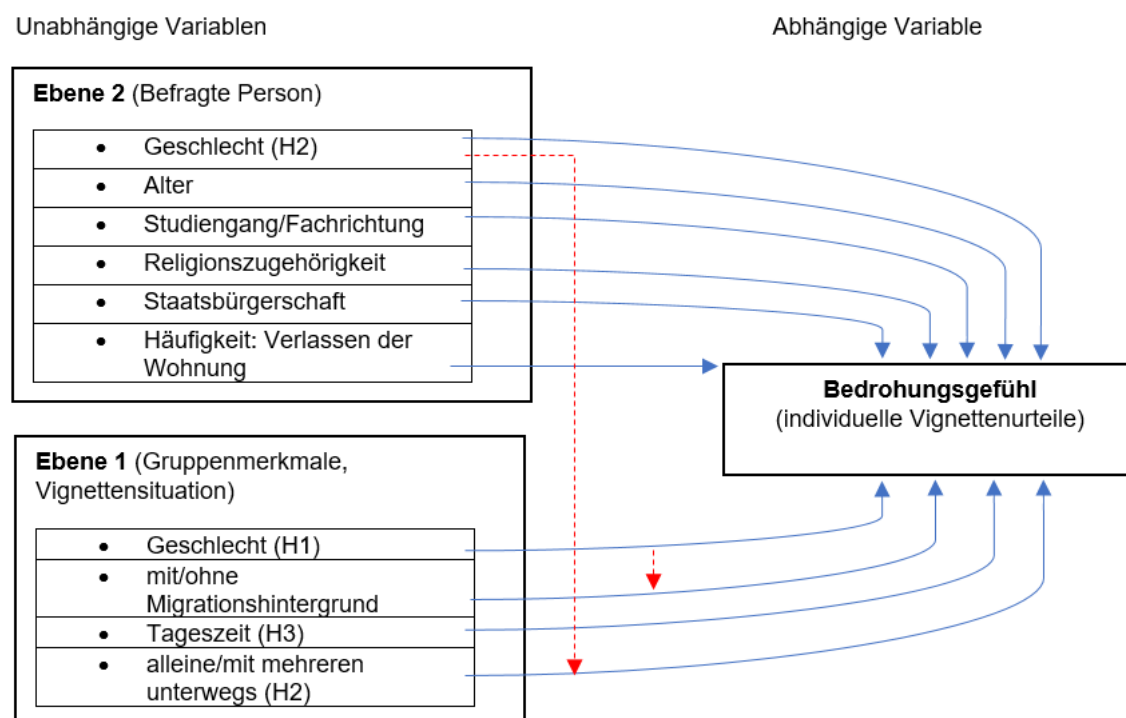 Unabhängige Variablen
Abhängige Variable
Ebene 2 (Befragte Person)
• Geschlecht (H2)
• Alter
• Studiengang/Fachrichtung
• Religionszugehörigkeit
• Staatsbürgerschaft
• Häufigkeit: Verlassen der
Wohnung
Bedrohungsgefühl
(individuelle Vignettenurteile)
Ebene 1 (Gruppenmerkmale,
Vignettensituation)
• Geschlecht (H1)
• mit/ohne
Migrationshintergrund
• Tageszeit (H3)
• alleine/mit mehreren
unterwegs (H2)